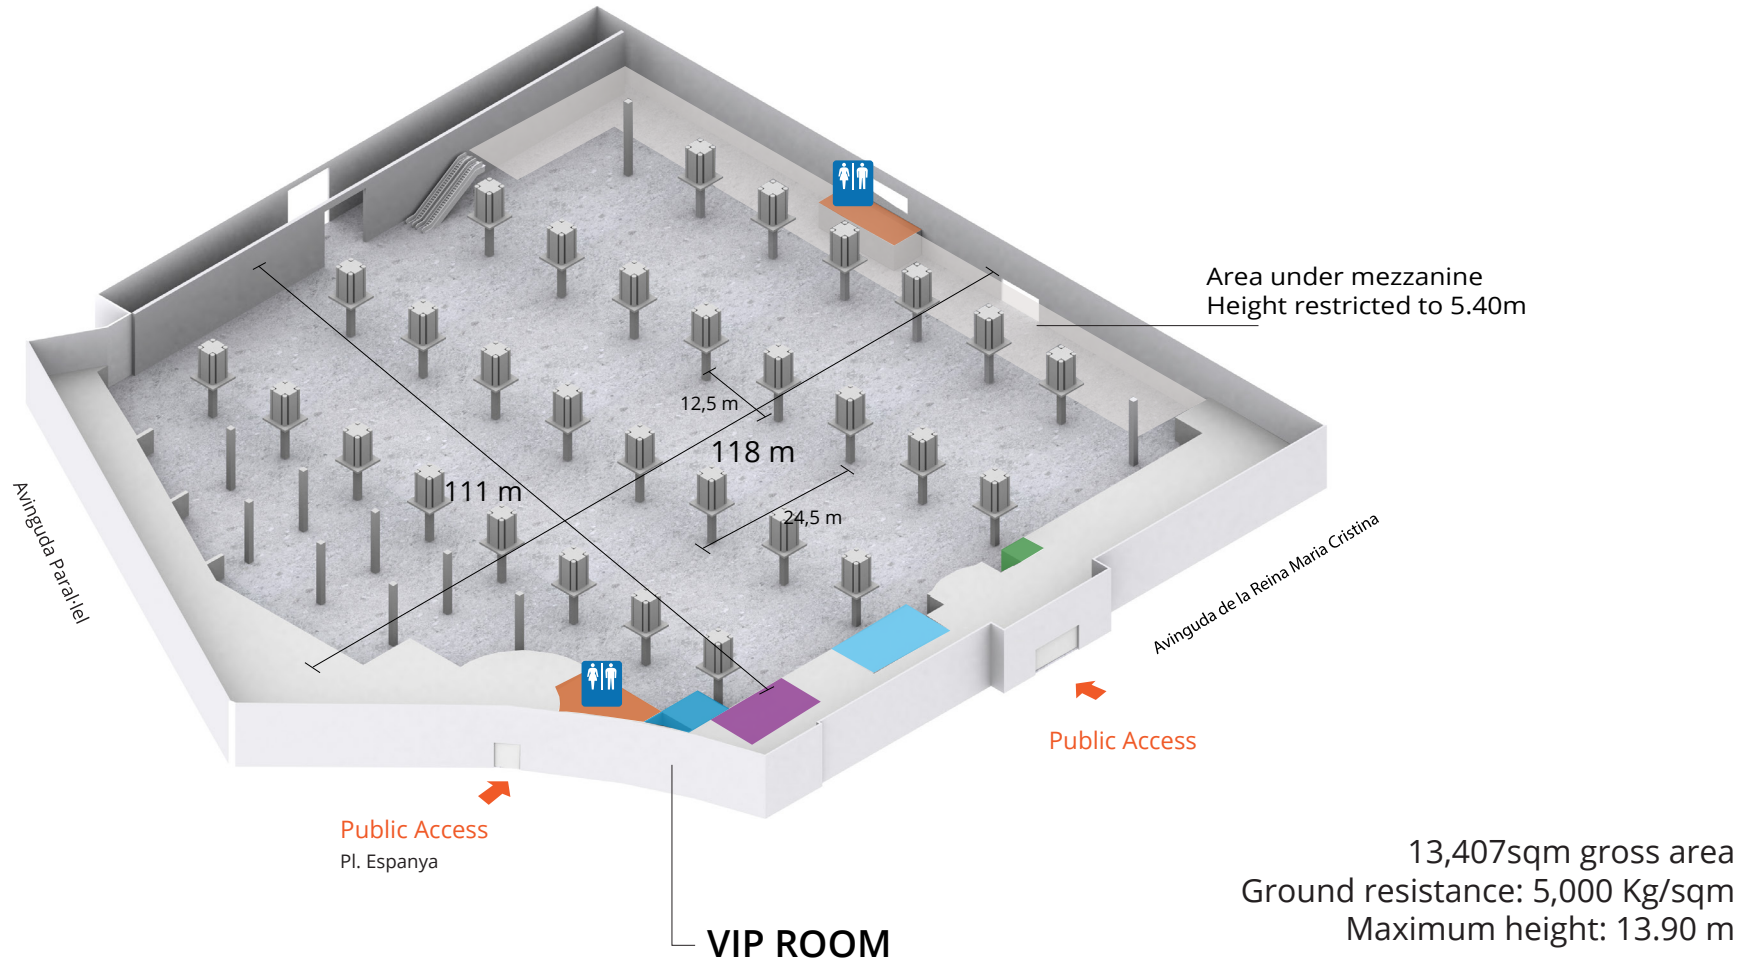 Area under mezzanine
Height restricted to 5.40m
12,5 m
118 m
111 m
24,5 m
Avinguda Paral·lel
Avinguda de la Reina Maria Cristina
Public Access
Public Access
Pl. Espanya
VIP ROOM
13,407sqm gross area
Ground resistance: 5,000 Kg/sqm
Maximum height: 13.90 m